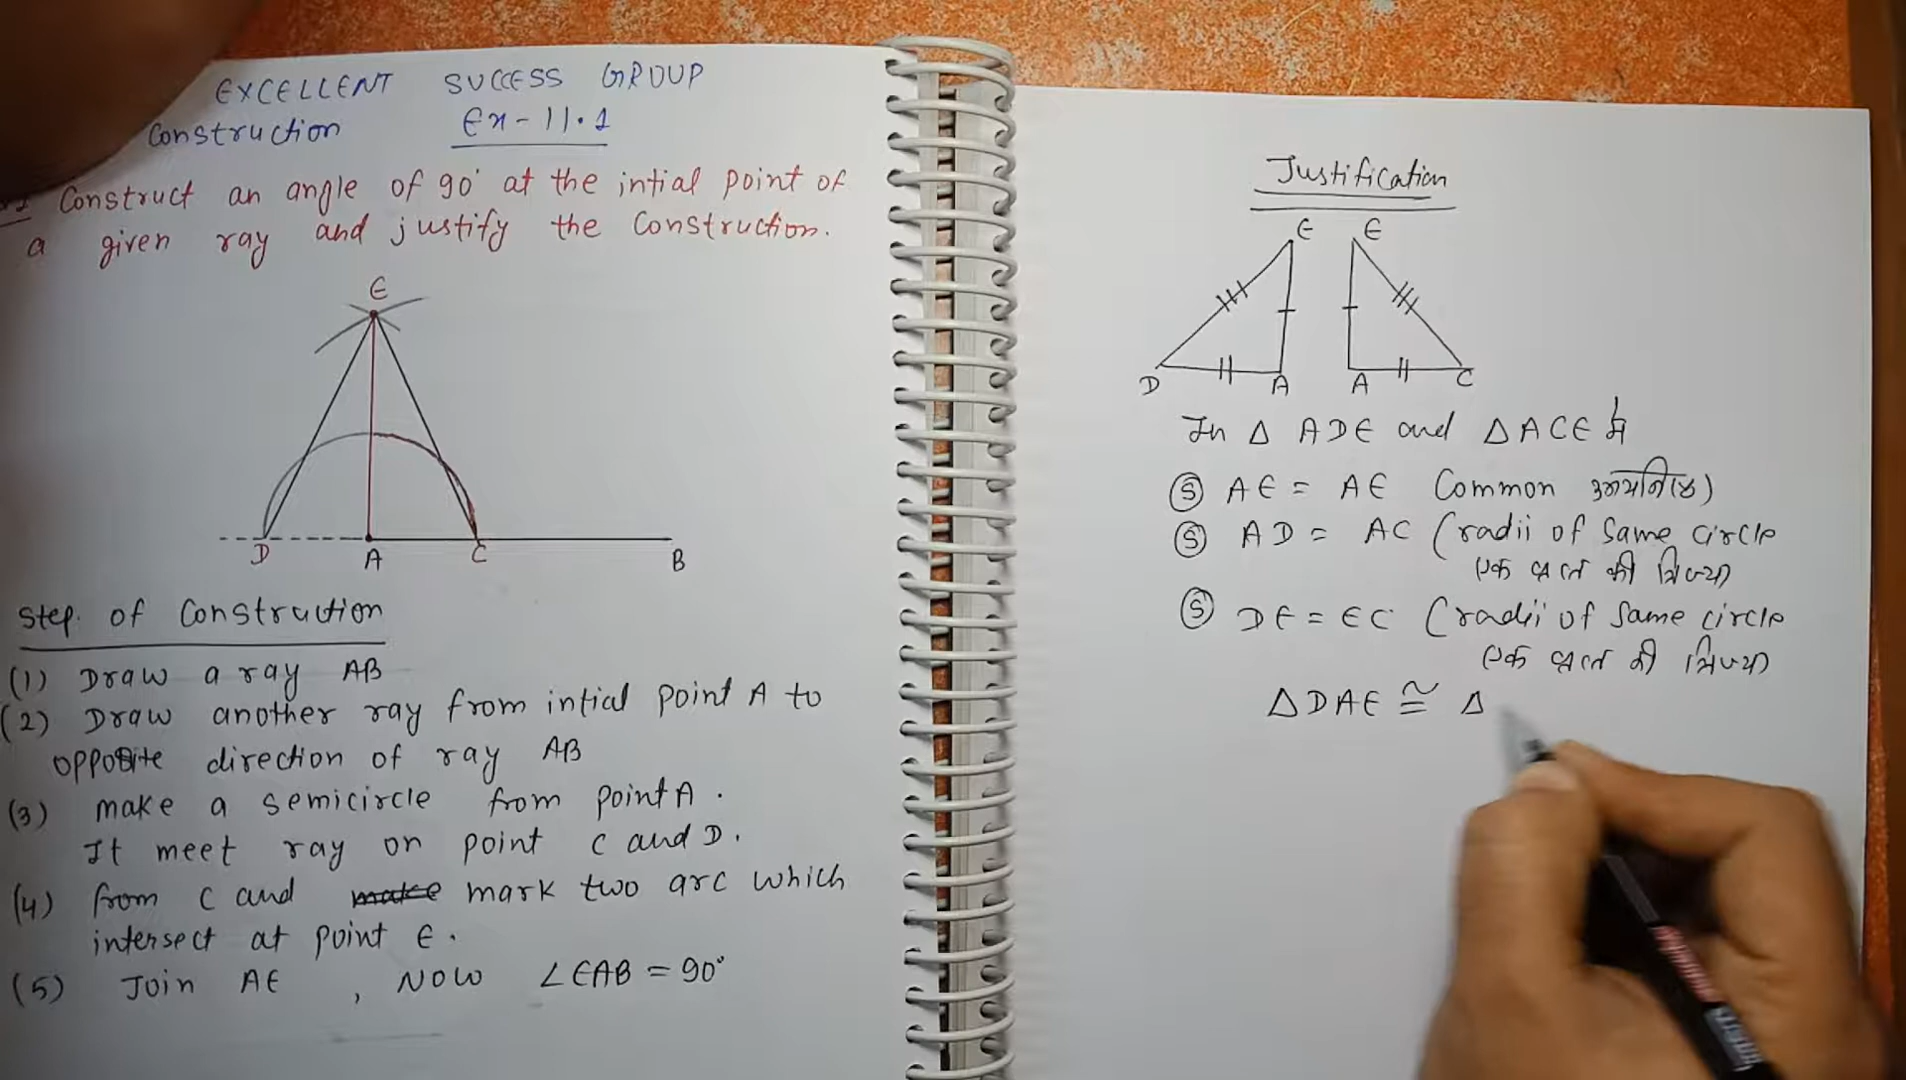 EXCELLENT SUCCESS GROUP
Construction Ex-11.1
Construct an angle of 90° at the intial point of
a given ray and justify the Construction.
E
D A C B
Step of Construction
(1) Draw a ray AB
(2) Draw another ray from intial point A to
opposite direction of ray AB
(3) make a semicircle from point A.
It meet ray on point C and D.
(4) from C and make mark two arc which
intersect at point E.
(5) Join AE, NOW ∠EAB = 90°
Justification
E E
D A A C
In Δ ADE and Δ ACE में
(S) AE = AE Common
(S) AD = AC (radii of Same circle
एक वृत्त की त्रिज्या
(S) DE = EC (radii of Same circle
एक वृत्त की त्रिज्या
Δ DAE ≅ Δ